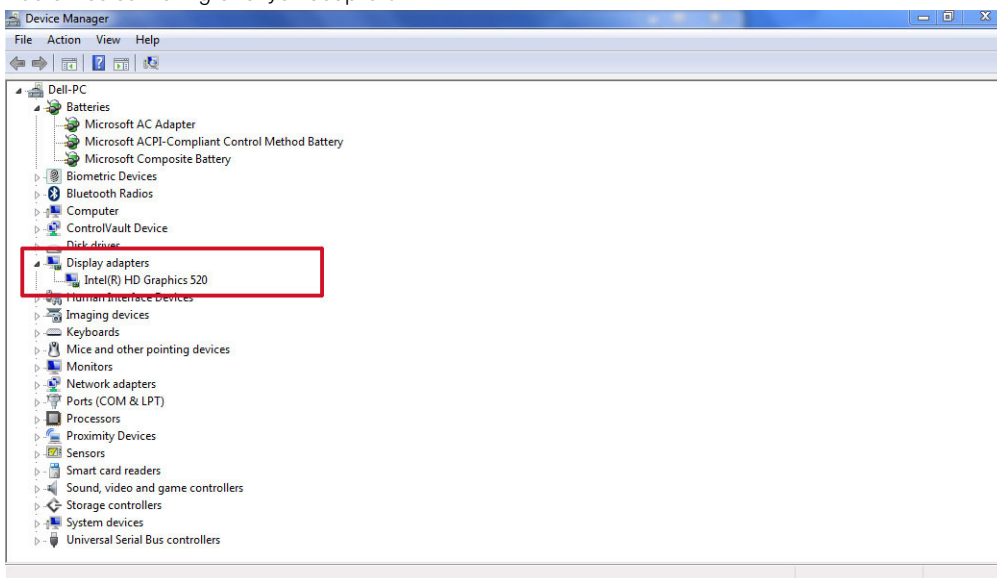 Device Manager
File Action View Help
Dell-PC
Batteries
Microsoft AC Adapter
Microsoft ACPI-Compliant Control Method Battery
Microsoft Composite Battery
Biometric Devices
Bluetooth Radios
Computer
ControlVault Device
Disk drives
Display adapters
Intel(R) HD Graphics 520
Human Interface Devices
Imaging devices
Keyboards
Mice and other pointing devices
Monitors
Network adapters
Ports (COM & LPT)
Processors
Proximity Devices
Sensors
Smart card readers
Sound, video and game controllers
Storage controllers
System devices
Universal Serial Bus controllers